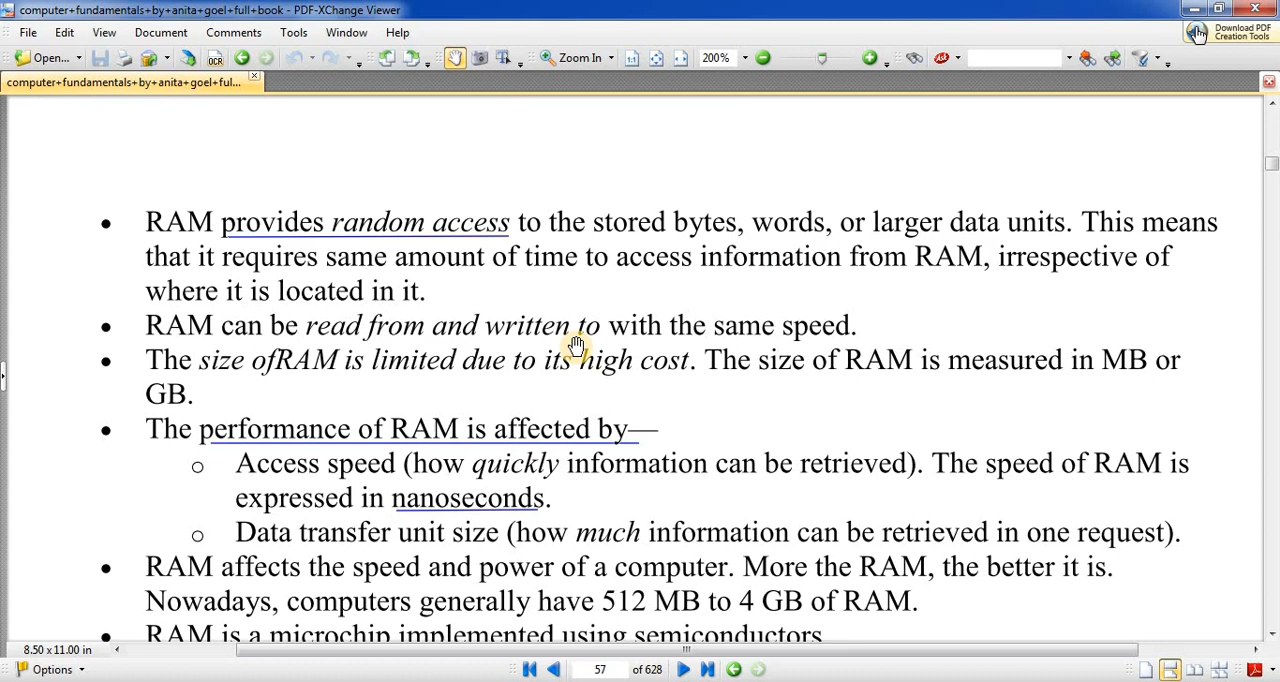 computer+fundamentals+by+anita+goel+full+book - PDF-XChange Viewer
File Edit View Document Comments Tools Window Help
Download PDF
Creation Tools
Open... OCR Zoom In 200%
computer+fundamentals+by+anita+goel+ful...
• RAM provides random access to the stored bytes, words, or larger data units. This means
that it requires same amount of time to access information from RAM, irrespective of
where it is located in it.
• RAM can be read from and written to with the same speed.
• The size ofRAM is limited due to its high cost. The size of RAM is measured in MB or
GB.
• The performance of RAM is affected by—
o Access speed (how quickly information can be retrieved). The speed of RAM is
expressed in nanoseconds.
o Data transfer unit size (how much information can be retrieved in one request).
• RAM affects the speed and power of a computer. More the RAM, the better it is.
Nowadays, computers generally have 512 MB to 4 GB of RAM.
• RAM is a microchip implemented using semiconductors.
8.50 x 11.00 in
Options 57 of 628